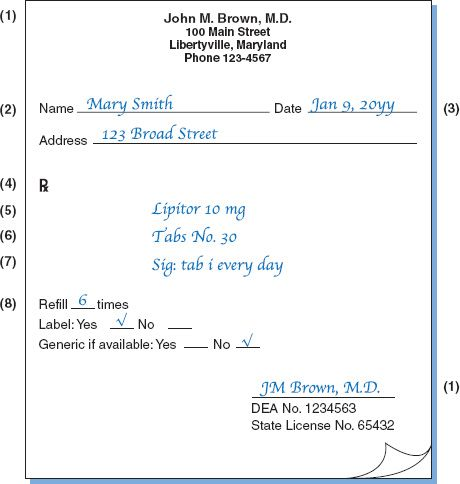 (1) John M. Brown, M.D.
100 Main Street
Libertyville, Maryland
Phone 123-4567
(2) Name Mary Smith Date Jan 9, 20yy (3)
Address 123 Broad Street
(4) ℞
(5) Lipitor 10 mg
(6) Tabs No. 30
(7) Sig: tab i every day
(8) Refill 6 times
Label: Yes √ No
Generic if available: Yes No √
JM Brown, M.D. (1)
DEA No. 1234563
State License No. 65432